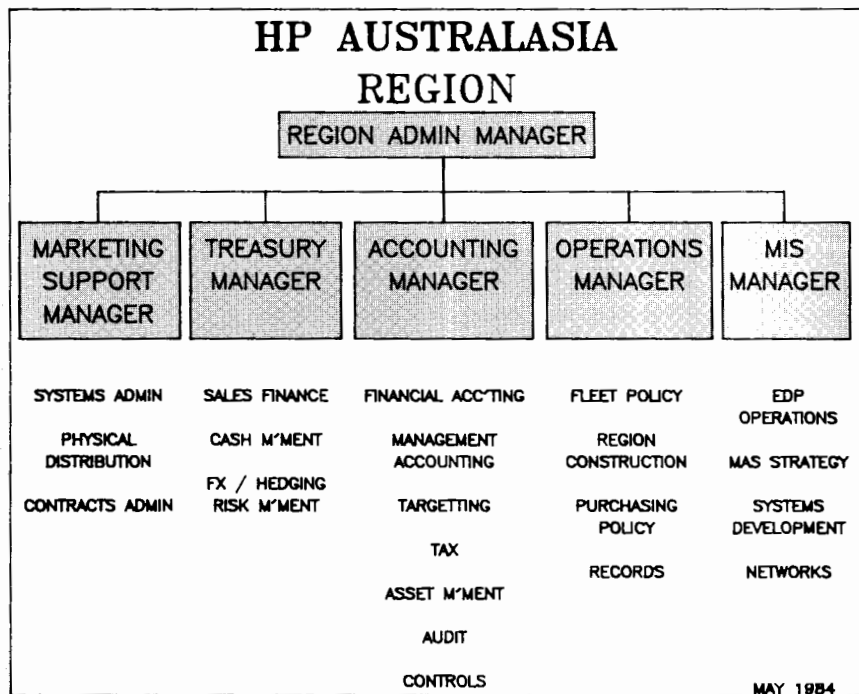 HP AUSTRALASIA
REGION
REGION ADMIN MANAGER
MARKETING
SUPPORT
MANAGER
TREASURY
MANAGER
ACCOUNTING
MANAGER
OPERATIONS
MANAGER
MIS
MANAGER
SYSTEMS ADMIN
PHYSICAL
DISTRIBUTION
CONTRACTS ADMIN
SALES FINANCE
CASH M'MENT
FX / HEDGING
RISK M'MENT
FINANCIAL ACC'TING
MANAGEMENT
ACCOUNTING
TARGETTING
TAX
ASSET M'MENT
AUDIT
CONTROLS
FLEET POLICY
REGION
CONSTRUCTION
PURCHASING
POLICY
RECORDS
EDP
OPERATIONS
MAS STRATEGY
SYSTEMS
DEVELOPMENT
NETWORKS
MAY 1984